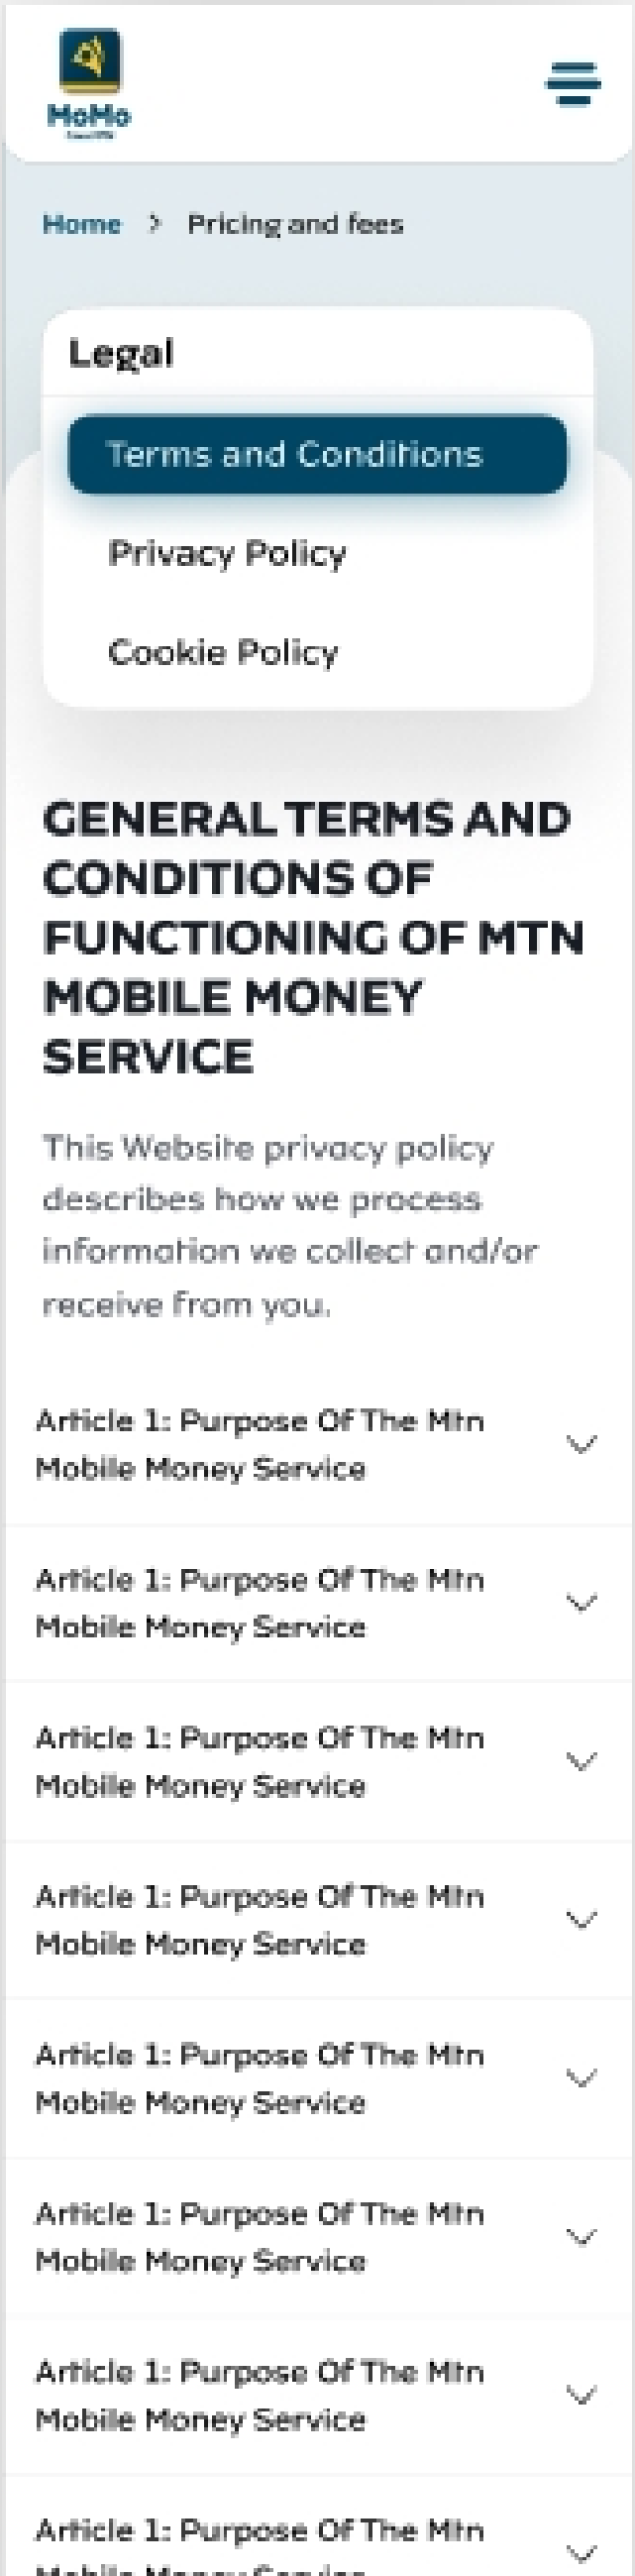 MoMo
Home > Pricing and fees
Legal
Terms and Conditions
Privacy Policy
Cookie Policy
GENERAL TERMS AND
CONDITIONS OF
FUNCTIONING OF MTN
MOBILE MONEY
SERVICE
This Website privacy policy
describes how we process
information we collect and/or
receive from you.
Article 1: Purpose Of The Mtn
Mobile Money Service
Article 1: Purpose Of The Mtn
Mobile Money Service
Article 1: Purpose Of The Mtn
Mobile Money Service
Article 1: Purpose Of The Mtn
Mobile Money Service
Article 1: Purpose Of The Mtn
Mobile Money Service
Article 1: Purpose Of The Mtn
Mobile Money Service
Article 1: Purpose Of The Mtn
Mobile Money Service
Article 1: Purpose Of The Mtn
Mobile Money Service